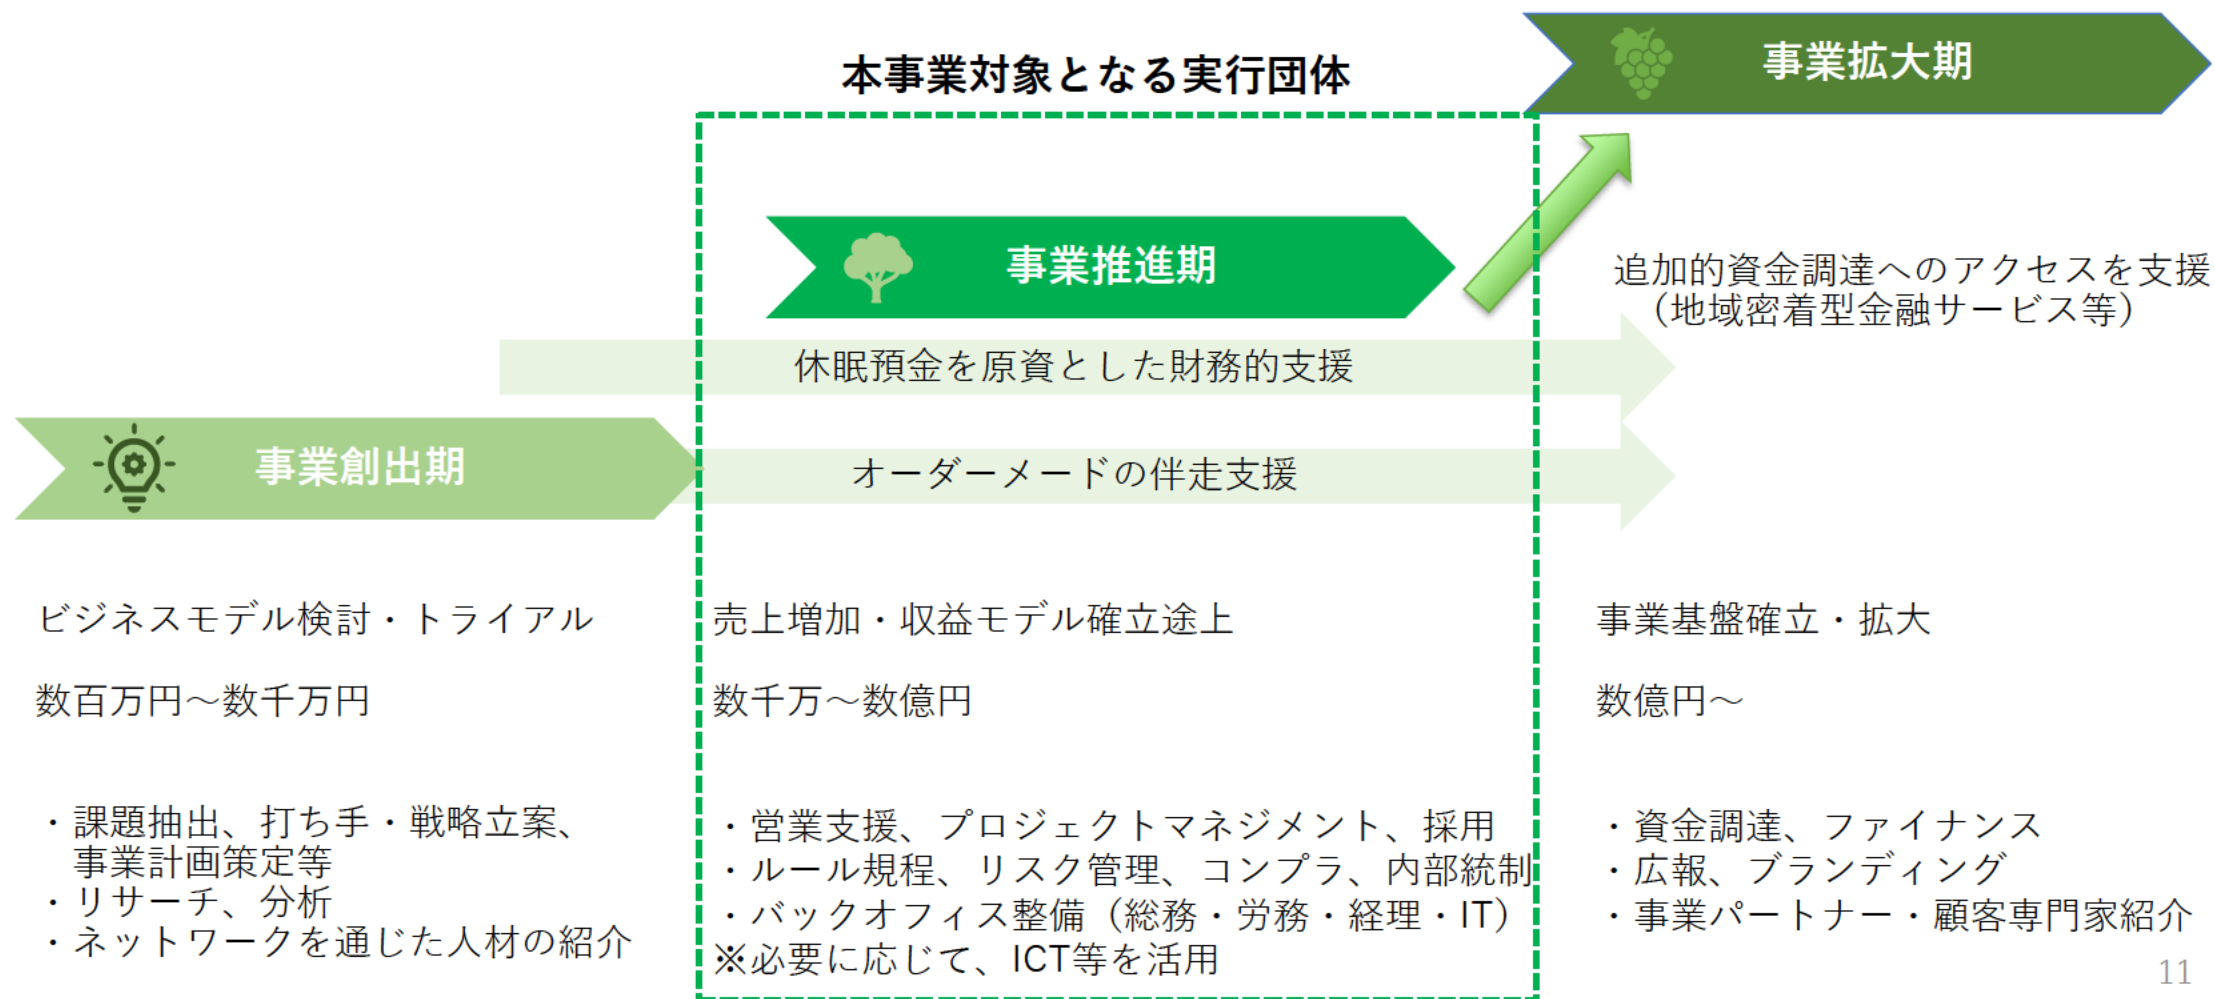 本事業対象となる実行団体
事業拡大期
事業推進期
追加的資金調達へのアクセスを支援
（地域密着型金融サービス等）
休眠預金を原資とした財務的支援
事業創出期
オーダーメードの伴走支援
ビジネスモデル検討・トライアル
数百万円～数千万円
・課題抽出、打ち手・戦略立案、
事業計画策定等
・リサーチ、分析
・ネットワークを通じた人材の紹介
売上増加・収益モデル確立途上
数千万～数億円
・営業支援、プロジェクトマネジメント、採用
・ルール規程、リスク管理、コンプラ、内部統制
・バックオフィス整備（総務・労務・経理・IT）
※必要に応じて、ICT等を活用
事業基盤確立・拡大
数億円～
・資金調達、ファイナンス
・広報、ブランディング
・事業パートナー・顧客専門家紹介
11